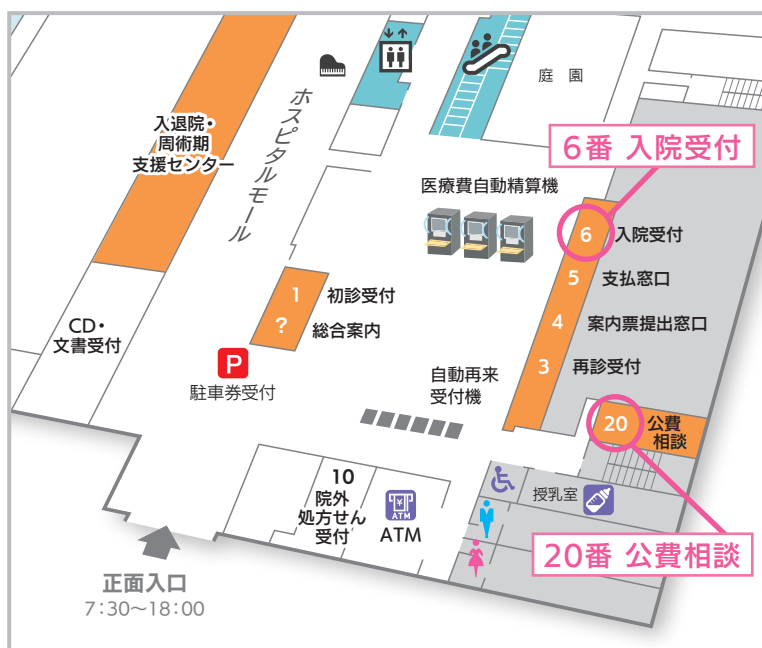 庭 園
入退院・
周術期
支援センター
ホスピタルモール
6番 入院受付
医療費自動精算機
6 入院受付
5 支払窓口
4 案内票提出窓口
3 再診受付
1 初診受付
? 総合案内
CD・
文書受付
P
駐車券受付
自動再来
受付機
20 公費
相談
10
院外
処方せん
受付
ATM
ATM
授乳室
20番 公費相談
正面入口
7:30〜18:00